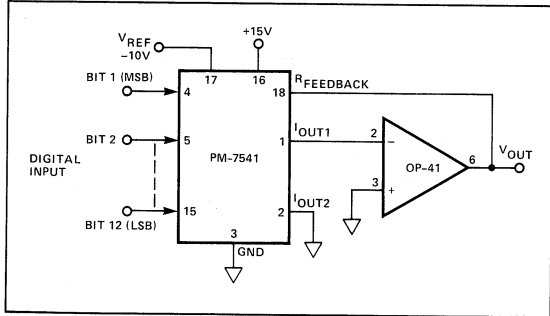 VREF
-10V
+15V
17
16
RFEEDBACK
BIT 1 (MSB)
4
18
IOUT1
BIT 2
5
1
2
DIGITAL
INPUT
PM-7541
OP-41
6
VOUT
-
3
+
BIT 12 (LSB)
15
2
IOUT2
3
GND